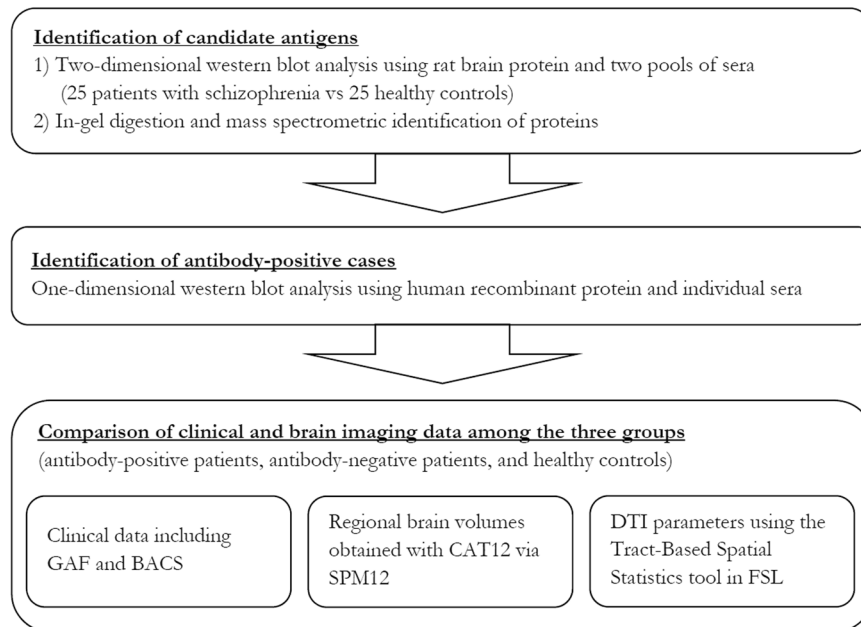 Identification of candidate antigens
1) Two-dimensional western blot analysis using rat brain protein and two pools of sera
(25 patients with schizophrenia vs 25 healthy controls)
2) In-gel digestion and mass spectrometric identification of proteins
Identification of antibody-positive cases
One-dimensional western blot analysis using human recombinant protein and individual sera
Comparison of clinical and brain imaging data among the three groups
(antibody-positive patients, antibody-negative patients, and healthy controls)
Clinical data including
GAF and BACS
Regional brain volumes
obtained with CAT12 via
SPM12
DTI parameters using the
Tract-Based Spatial
Statistics tool in FSL